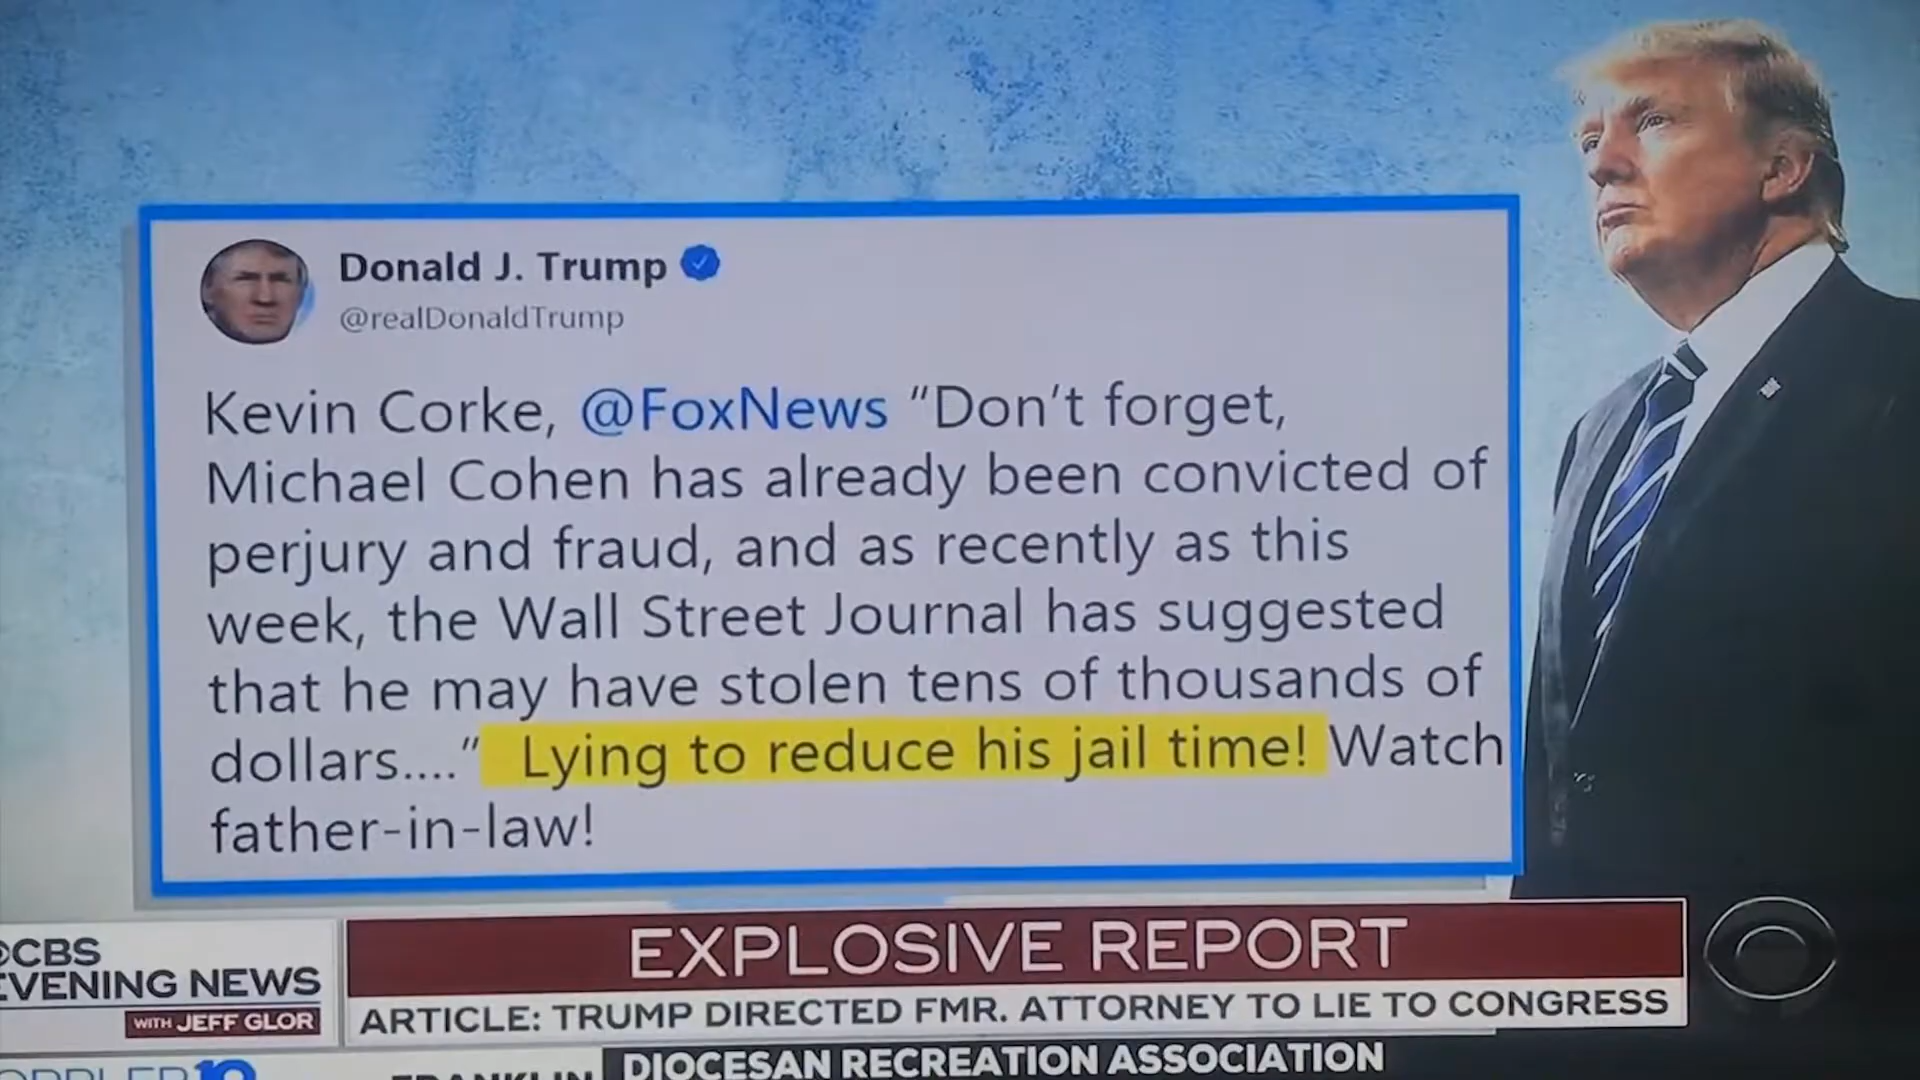 Donald J. Trump
@realDonaldTrump
Kevin Corke, @FoxNews “Don’t forget,
Michael Cohen has already been convicted of
perjury and fraud, and as recently as this
week, the Wall Street Journal has suggested
that he may have stolen tens of thousands of
dollars....” Lying to reduce his jail time! Watch
father-in-law!
CBS
EVENING NEWS
WITH JEFF GLOR
EXPLOSIVE REPORT
ARTICLE: TRUMP DIRECTED FMR. ATTORNEY TO LIE TO CONGRESS
DOPPLER 10
FRANKLIN
DIOCESAN RECREATION ASSOCIATION